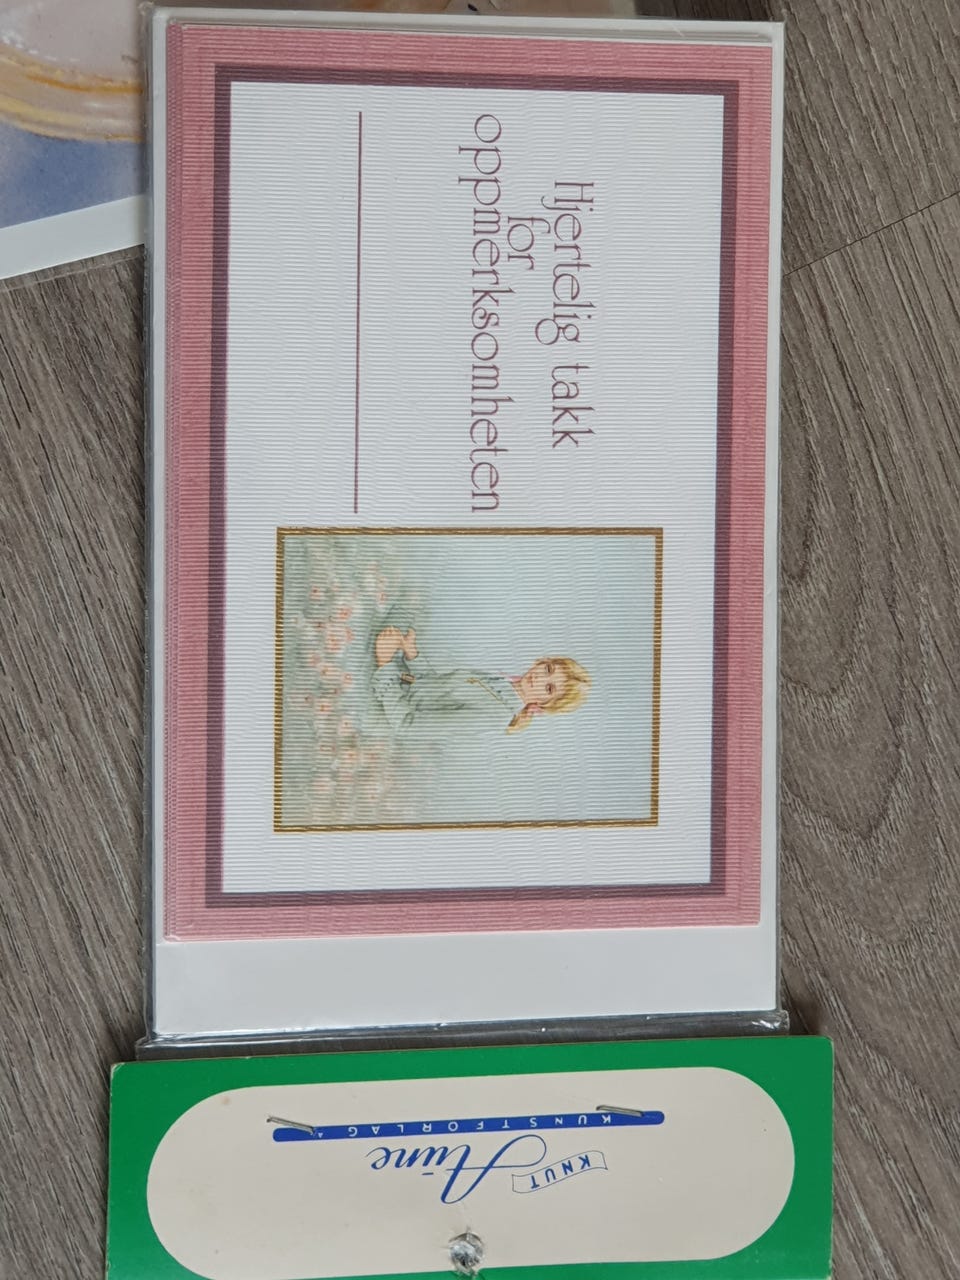 Hjertelig takk
for
oppmerksomheten
KNUT
Aune
KUNSTFORLAG A/S